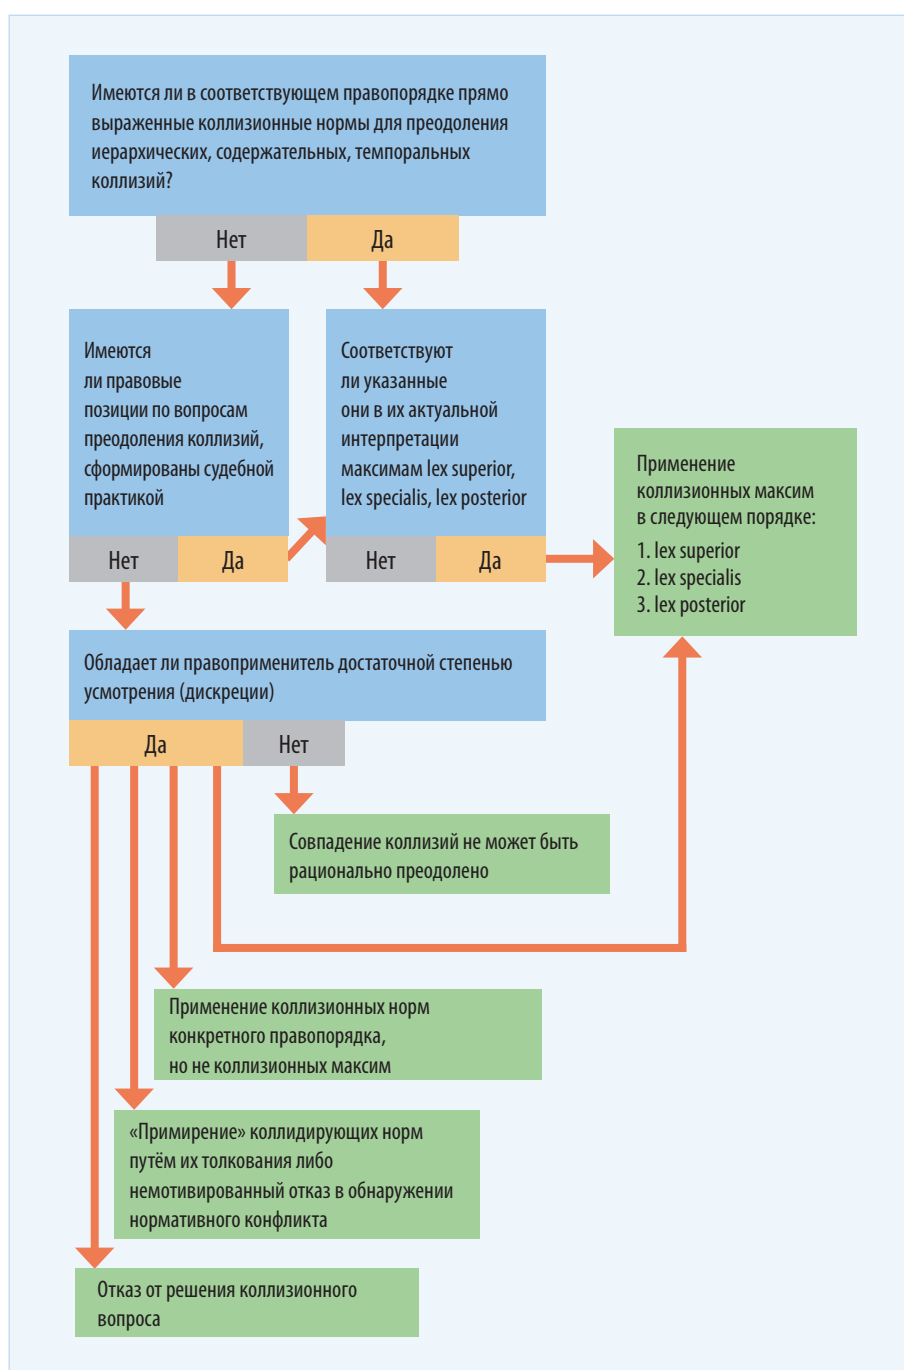 Имеются ли в соответствующем правопорядке прямо
выраженные коллизионные нормы для преодоления
иерархических, содержательных, темпоральных
коллизий?
Нет
Да
Имеются
ли правовые
позиции по вопросам
преодоления коллизий,
сформированы судебной
практикой
Нет
Да
Соответствуют
ли указанные
они в их актуальной
интерпретации
максимам lex superior,
lex specialis, lex posterior
Нет
Да
Применение
коллизионных максим
в следующем порядке:
1. lex superior
2. lex specialis
3. lex posterior
Обладает ли правоприменитель достаточной степенью
усмотрения (дискреции)
Да
Нет
Совпадение коллизий не может быть
рационально преодолено
Применение коллизионных норм
конкретного правопорядка,
но не коллизионных максим
«Примирение» коллидирующих норм
путём их толкования либо
немотивированный отказ в обнаружении
нормативного конфликта
Отказ от решения коллизионного
вопроса